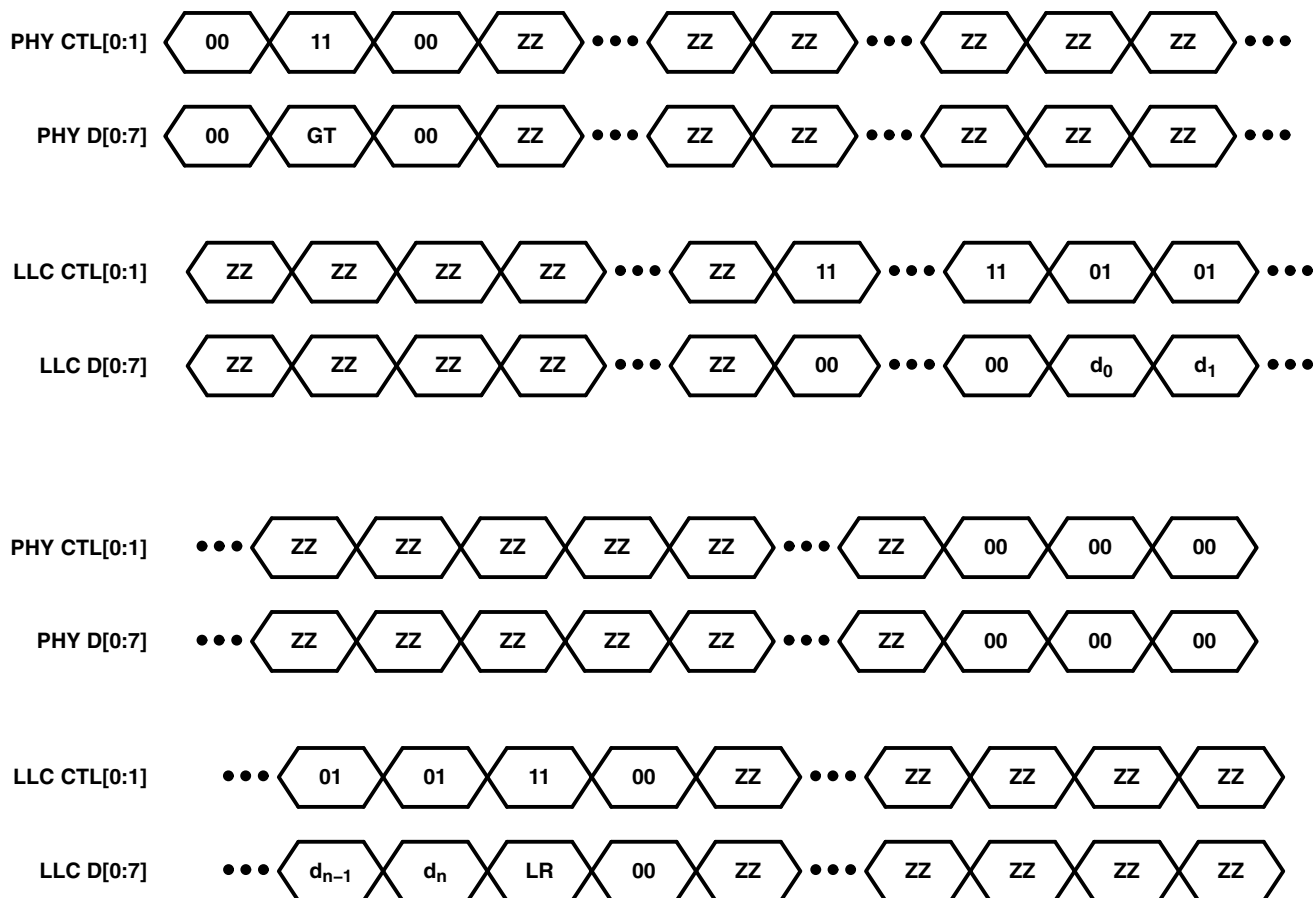 PHY CTL[0:1] 00 11 00 ZZ ••• ZZ ZZ ••• ZZ ZZ ZZ •••
PHY D[0:7] 00 GT 00 ZZ ••• ZZ ZZ ••• ZZ ZZ ZZ •••
LLC CTL[0:1] ZZ ZZ ZZ ZZ ••• ZZ 11 ••• 11 01 01 •••
LLC D[0:7] ZZ ZZ ZZ ZZ ••• ZZ 00 ••• 00 d₀ d₁ •••
PHY CTL[0:1] ••• ZZ ZZ ZZ ZZ ZZ ••• ZZ 00 00 00
PHY D[0:7] ••• ZZ ZZ ZZ ZZ ZZ ••• ZZ 00 00 00
LLC CTL[0:1] ••• 01 01 11 00 ZZ ••• ZZ ZZ ZZ ZZ
LLC D[0:7] ••• dₙ₋₁ dₙ LR 00 ZZ ••• ZZ ZZ ZZ ZZ